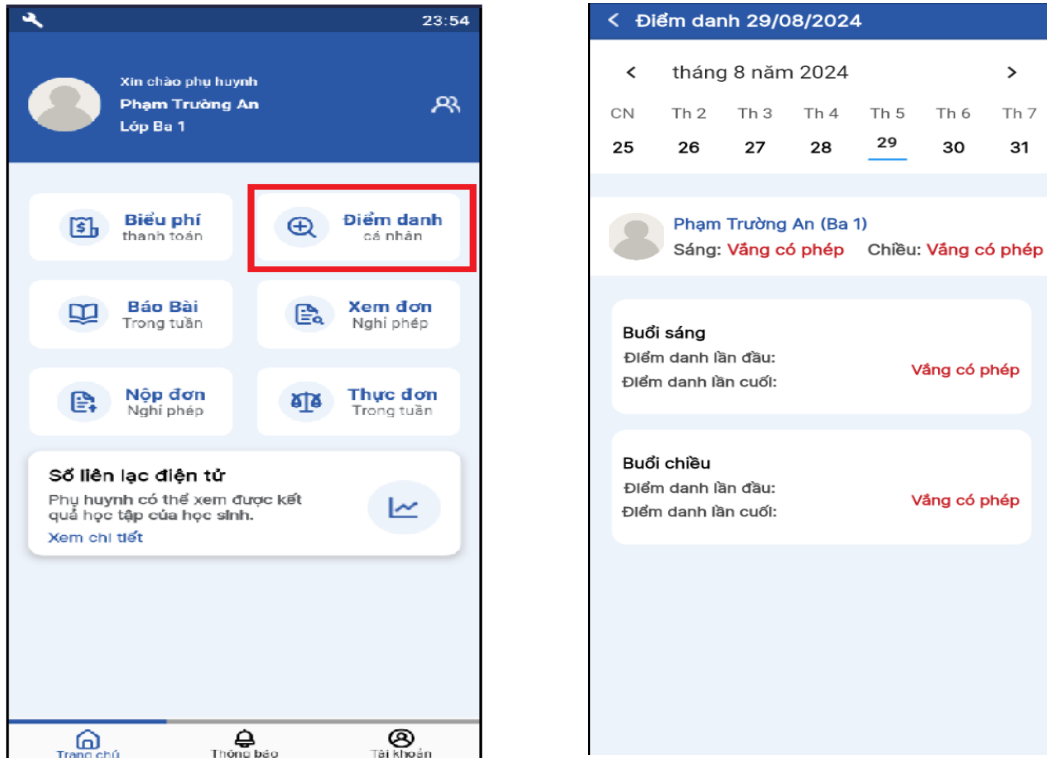 23:54
Xin chào phụ huynh
Phạm Trường An
Lớp Ba 1
Biểu phí
thanh toán
Điểm danh
cá nhân
Báo Bài
Trong tuần
Xem đơn
Nghỉ phép
Nộp đơn
Nghỉ phép
Thực đơn
Trong tuần
Sổ liên lạc điện tử
Phụ huynh có thể xem được kết
quả học tập của học sinh.
Xem chi tiết
Trang chủ
Thông báo
Tài khoản
Điểm danh 29/08/2024
tháng 8 năm 2024
CN Th 2 Th 3 Th 4 Th 5 Th 6 Th 7
25 26 27 28 29 30 31
Phạm Trường An (Ba 1)
Sáng: Vắng có phép Chiều: Vắng có phép
Buổi sáng
Điểm danh lần đầu:
Điểm danh lần cuối:
Vắng có phép
Buổi chiều
Điểm danh lần đầu:
Điểm danh lần cuối:
Vắng có phép